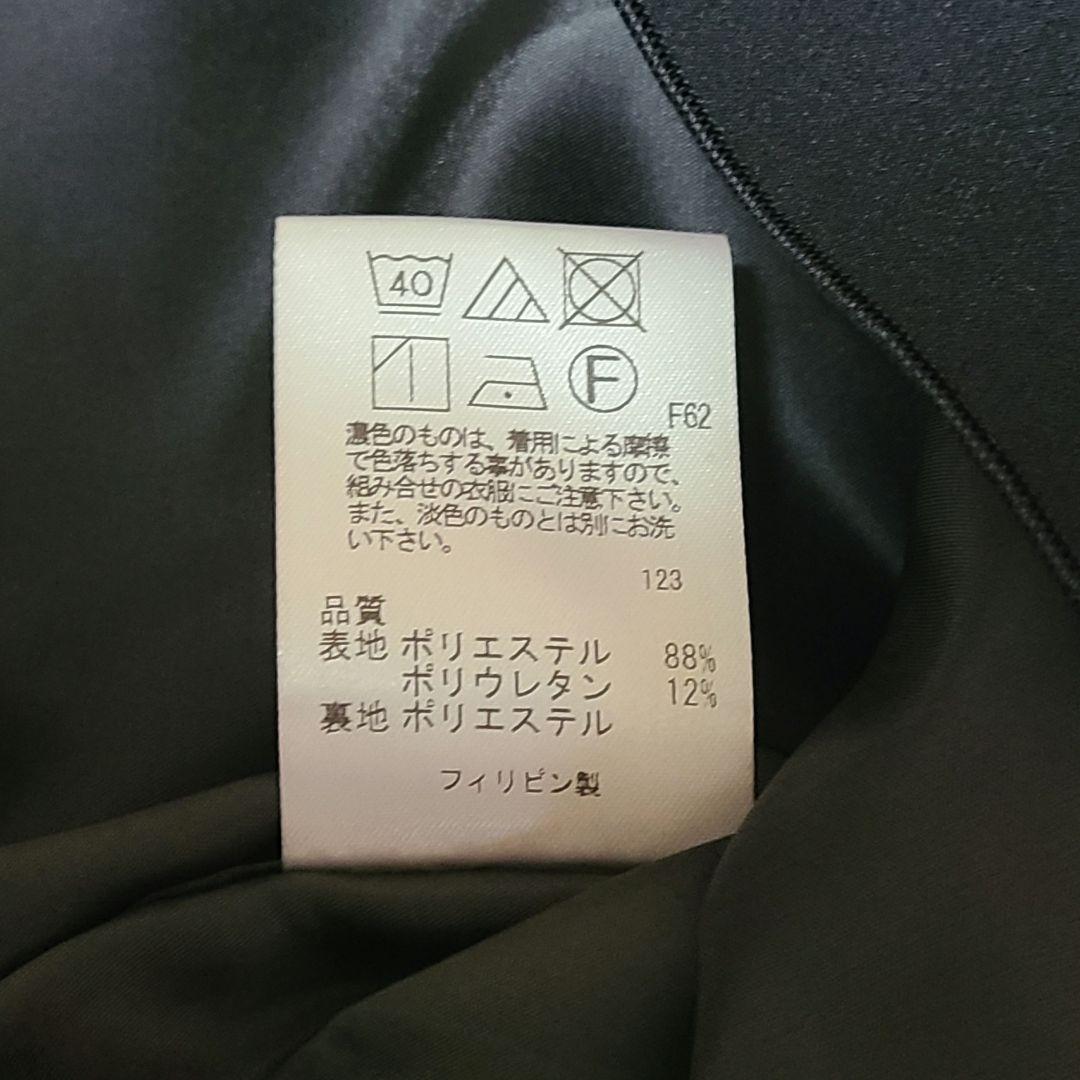 40
F
F62
濃色のものは、着用による摩擦
で色落ちする事がありますので、
組み合せの衣服にご注意下さい。
また、淡色のものとは別にお洗
い下さい。
123
品質
表地 ポリエステル 88%
ポリウレタン 12%
裏地 ポリエステル
フィリピン製